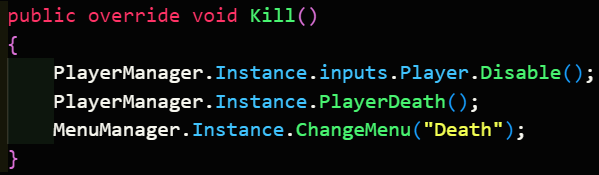 public override void Kill()
{
    PlayerManager.Instance.inputs.Player.Disable();
    PlayerManager.Instance.PlayerDeath();
    MenuManager.Instance.ChangeMenu("Death");
}